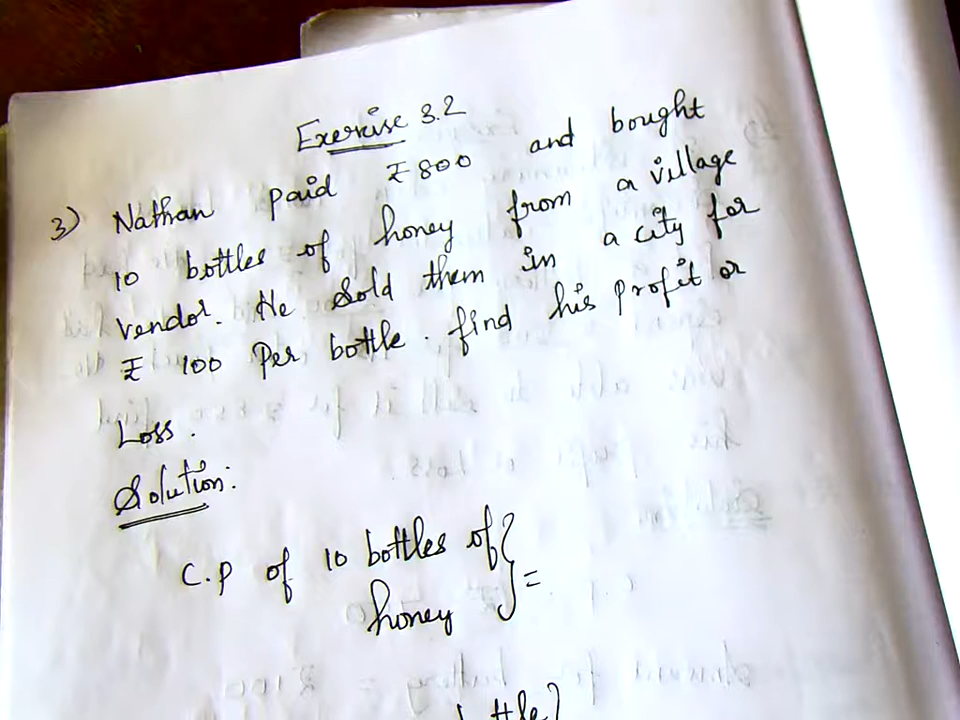 Exercise 3.2
3) Nathan paid ₹800 and bought
10 bottles of honey from a village
vendor. He Sold them in a city for
₹ 100 Per bottle. find his profit or
Loss.
Solution:
C.P of 10 bottles of
honey } =
bottle?